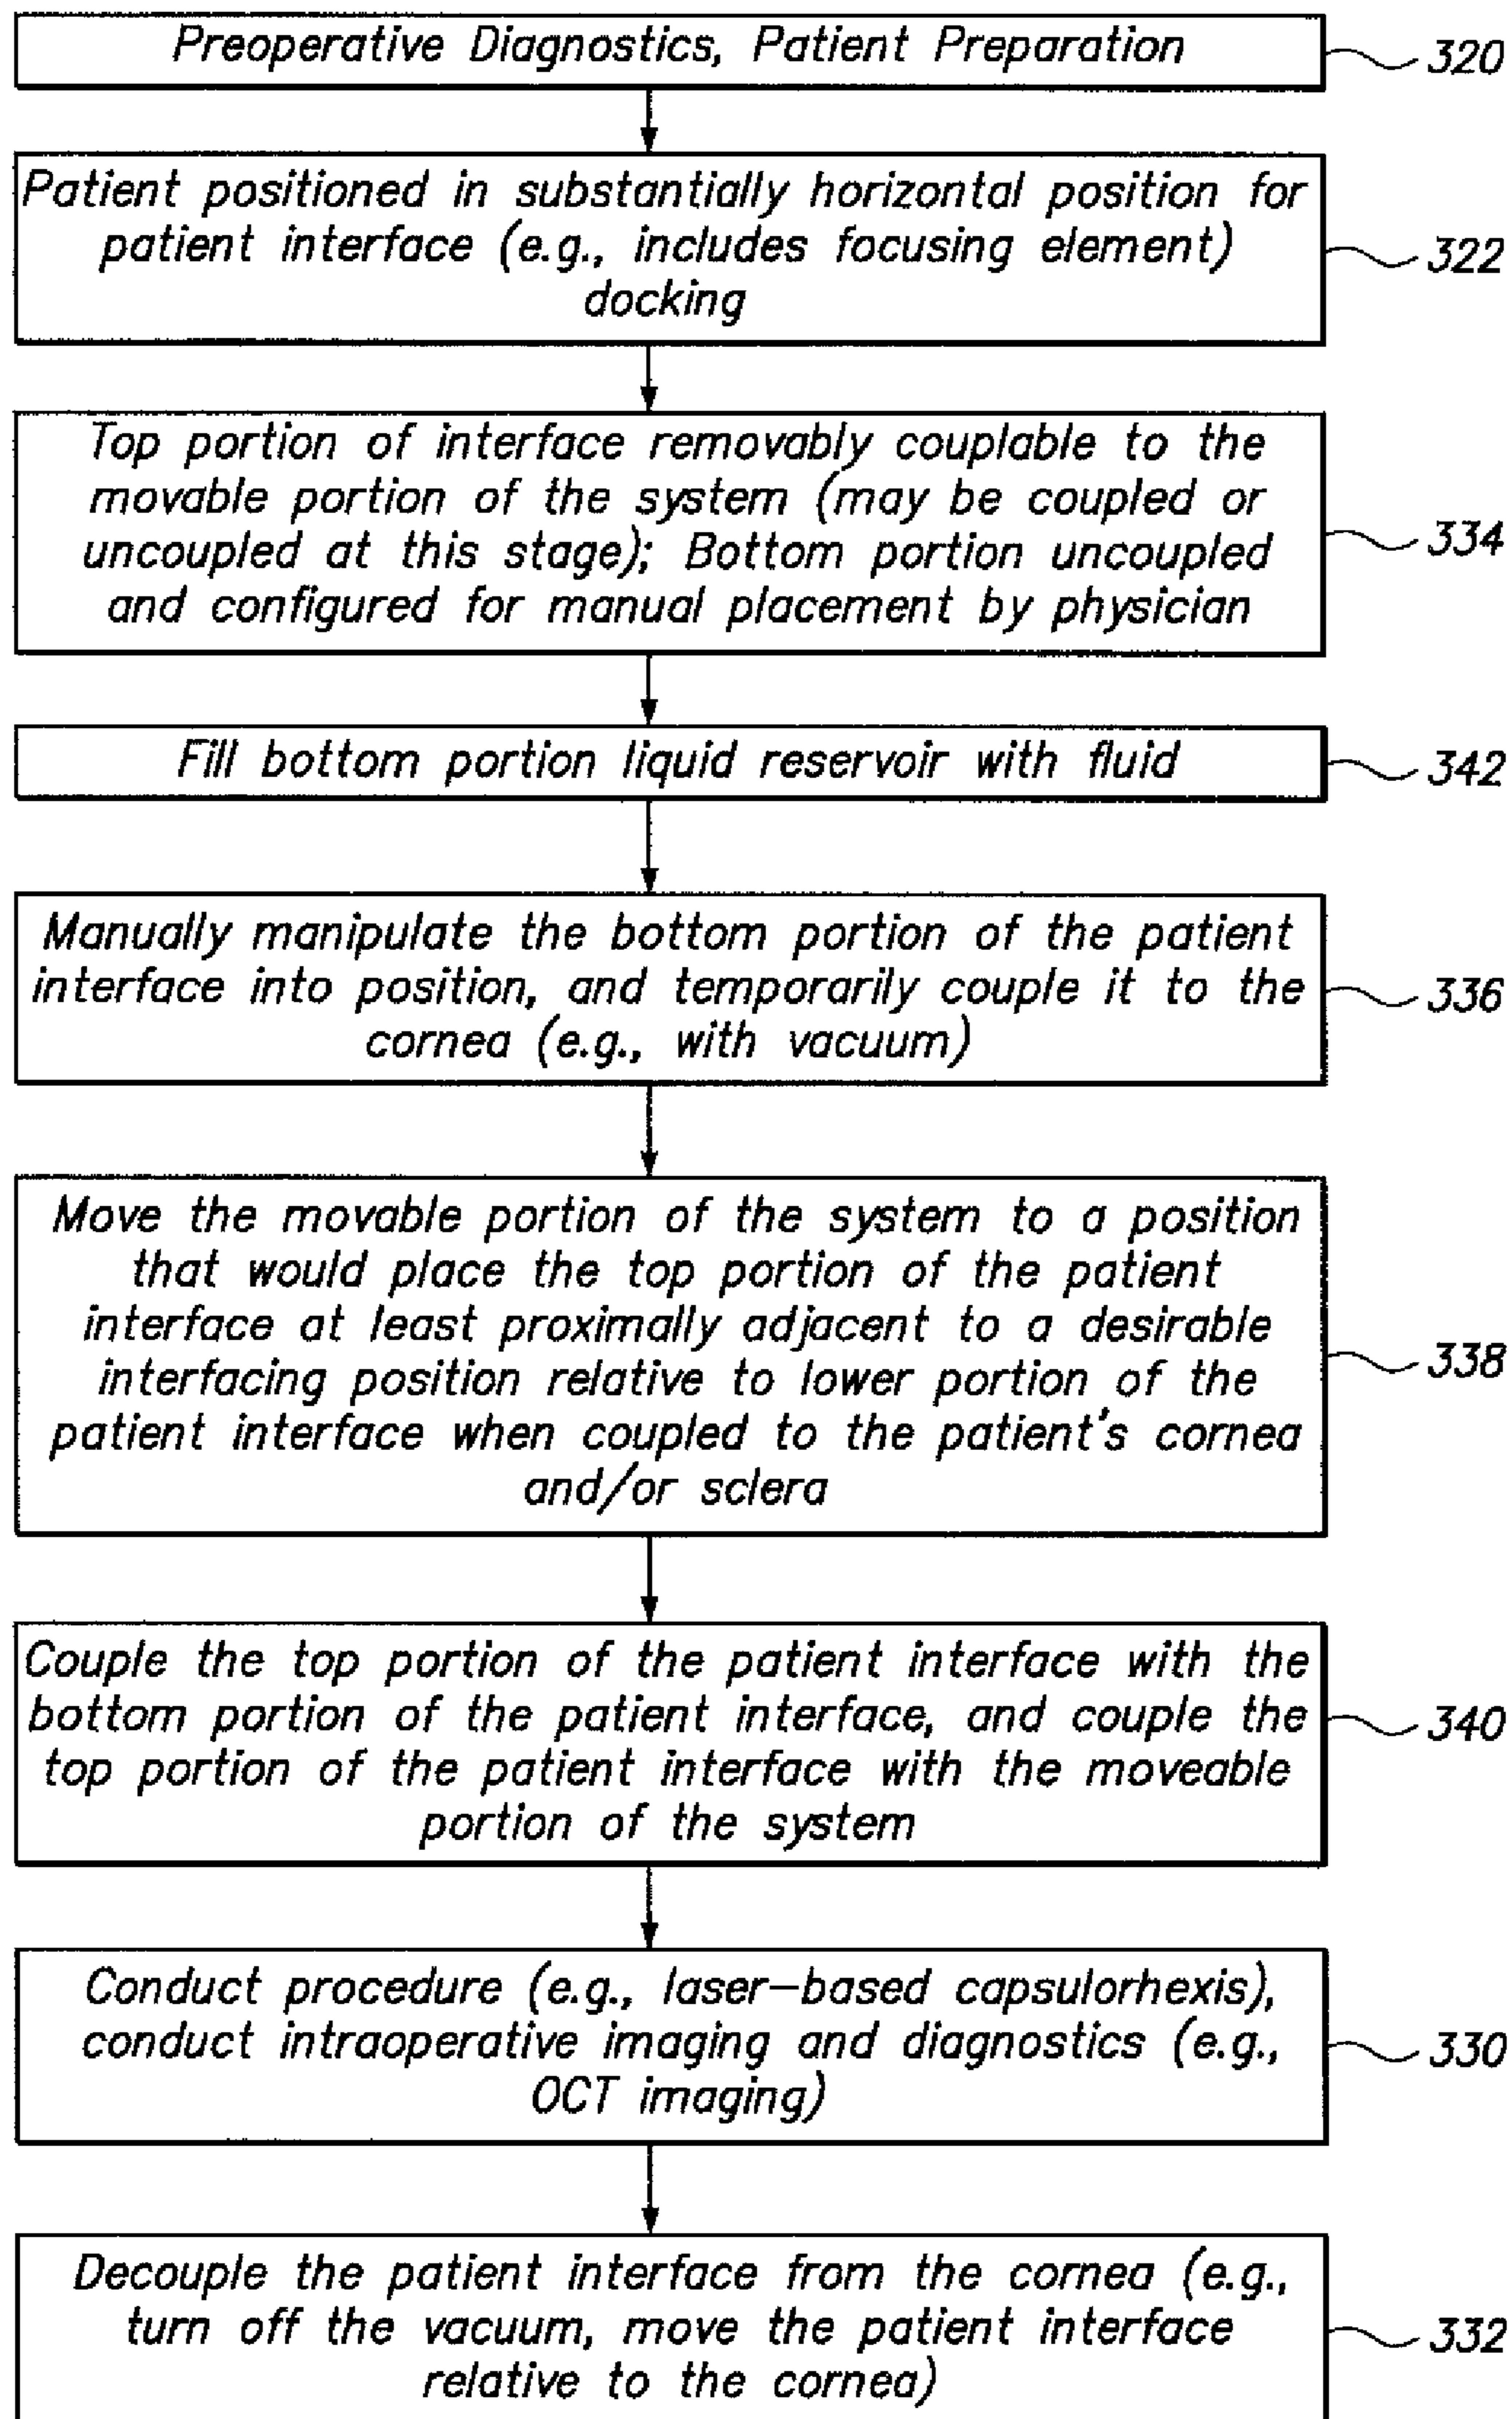 Preoperative Diagnostics, Patient Preparation
320
Patient positioned in substantially horizontal position for
patient interface (e.g., includes focusing element)
docking
322
Top portion of interface removably couplable to the
movable portion of the system (may be coupled or
uncoupled at this stage); Bottom portion uncoupled
and configured for manual placement by physician
334
Fill bottom portion liquid reservoir with fluid
342
Manually manipulate the bottom portion of the patient
interface into position, and temporarily couple it to the
cornea (e.g., with vacuum)
336
Move the movable portion of the system to a position
that would place the top portion of the patient
interface at least proximally adjacent to a desirable
interfacing position relative to lower portion of the
patient interface when coupled to the patient's cornea
and/or sclera
338
Couple the top portion of the patient interface with the
bottom portion of the patient interface, and couple the
top portion of the patient interface with the moveable
portion of the system
340
Conduct procedure (e.g., laser-based capsulorhexis),
conduct intraoperative imaging and diagnostics (e.g.,
OCT imaging)
330
Decouple the patient interface from the cornea (e.g.,
turn off the vacuum, move the patient interface
relative to the cornea)
332